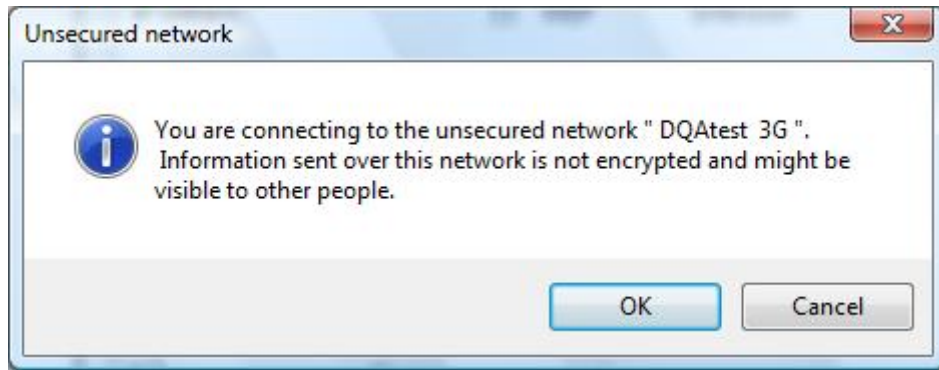 Unsecured network
You are connecting to the unsecured network " DQAtest 3G ".
Information sent over this network is not encrypted and might be
visible to other people.
OK
Cancel